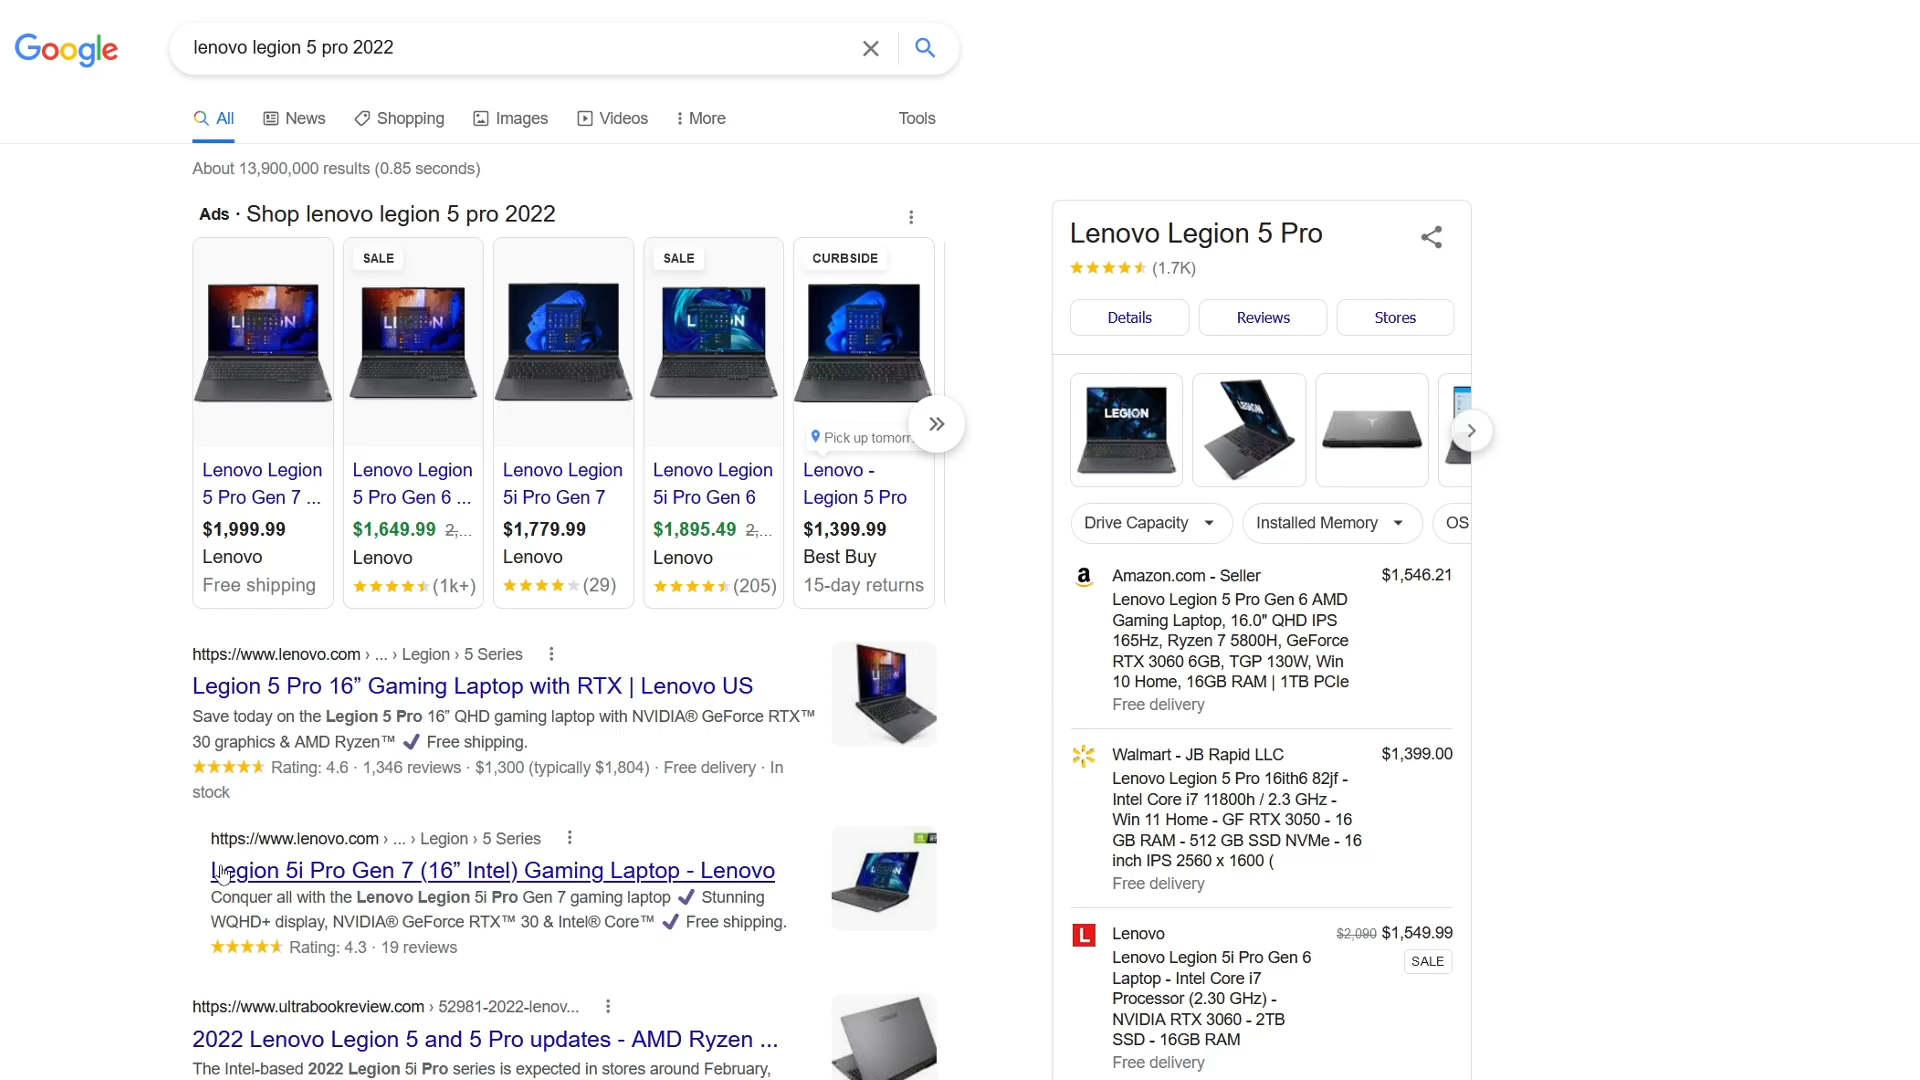 Google
lenovo legion 5 pro 2022
All
News
Shopping
Images
Videos
More
Tools
About 13,900,000 results (0.85 seconds)
Ads · Shop lenovo legion 5 pro 2022
LEGION
Lenovo Legion
5 Pro Gen 7 ...
$1,999.99
Lenovo
Free shipping
SALE
LEGION
Lenovo Legion
5 Pro Gen 6 ...
$1,649.99 2,...
Lenovo
(1k+)
Lenovo Legion
5i Pro Gen 7
$1,779.99
Lenovo
(29)
SALE
LEGION
Lenovo Legion
5i Pro Gen 6
$1,895.49 2,...
Lenovo
(205)
CURBSIDE
Pick up tomorr
Lenovo -
Legion 5 Pro
$1,399.99
Best Buy
15-day returns
https://www.lenovo.com › ... › Legion › 5 Series
Legion 5 Pro 16” Gaming Laptop with RTX | Lenovo US
Save today on the Legion 5 Pro 16” QHD gaming laptop with NVIDIA® GeForce RTX™
30 graphics & AMD Ryzen™ ✔ Free shipping.
Rating: 4.6 · 1,346 reviews · $1,300 (typically $1,804) · Free delivery · In
stock
https://www.lenovo.com › ... › Legion › 5 Series
Legion 5i Pro Gen 7 (16” Intel) Gaming Laptop - Lenovo
Conquer all with the Lenovo Legion 5i Pro Gen 7 gaming laptop ✔ Stunning
WQHD+ display, NVIDIA® GeForce RTX™ 30 & Intel® Core™ ✔ Free shipping.
Rating: 4.3 · 19 reviews
https://www.ultrabookreview.com › 52981-2022-lenov...
2022 Lenovo Legion 5 and 5 Pro updates - AMD Ryzen ...
The Intel-based 2022 Legion 5i Pro series is expected in stores around February,
Lenovo Legion 5 Pro
(1.7K)
Details
Reviews
Stores
LEGION
LEGION
Drive Capacity
Installed Memory
OS
Amazon.com - Seller
$1,546.21
Lenovo Legion 5 Pro Gen 6 AMD
Gaming Laptop, 16.0" QHD IPS
165Hz, Ryzen 7 5800H, GeForce
RTX 3060 6GB, TGP 130W, Win
10 Home, 16GB RAM | 1TB PCIe
Free delivery
Walmart - JB Rapid LLC
$1,399.00
Lenovo Legion 5 Pro 16ith6 82jf -
Intel Core i7 11800h / 2.3 GHz -
Win 11 Home - GF RTX 3050 - 16
GB RAM - 512 GB SSD NVMe - 16
inch IPS 2560 x 1600 (
Free delivery
L
Lenovo
$2,090 $1,549.99
SALE
Lenovo Legion 5i Pro Gen 6
Laptop - Intel Core i7
Processor (2.30 GHz) -
NVIDIA RTX 3060 - 2TB
SSD - 16GB RAM
Free delivery